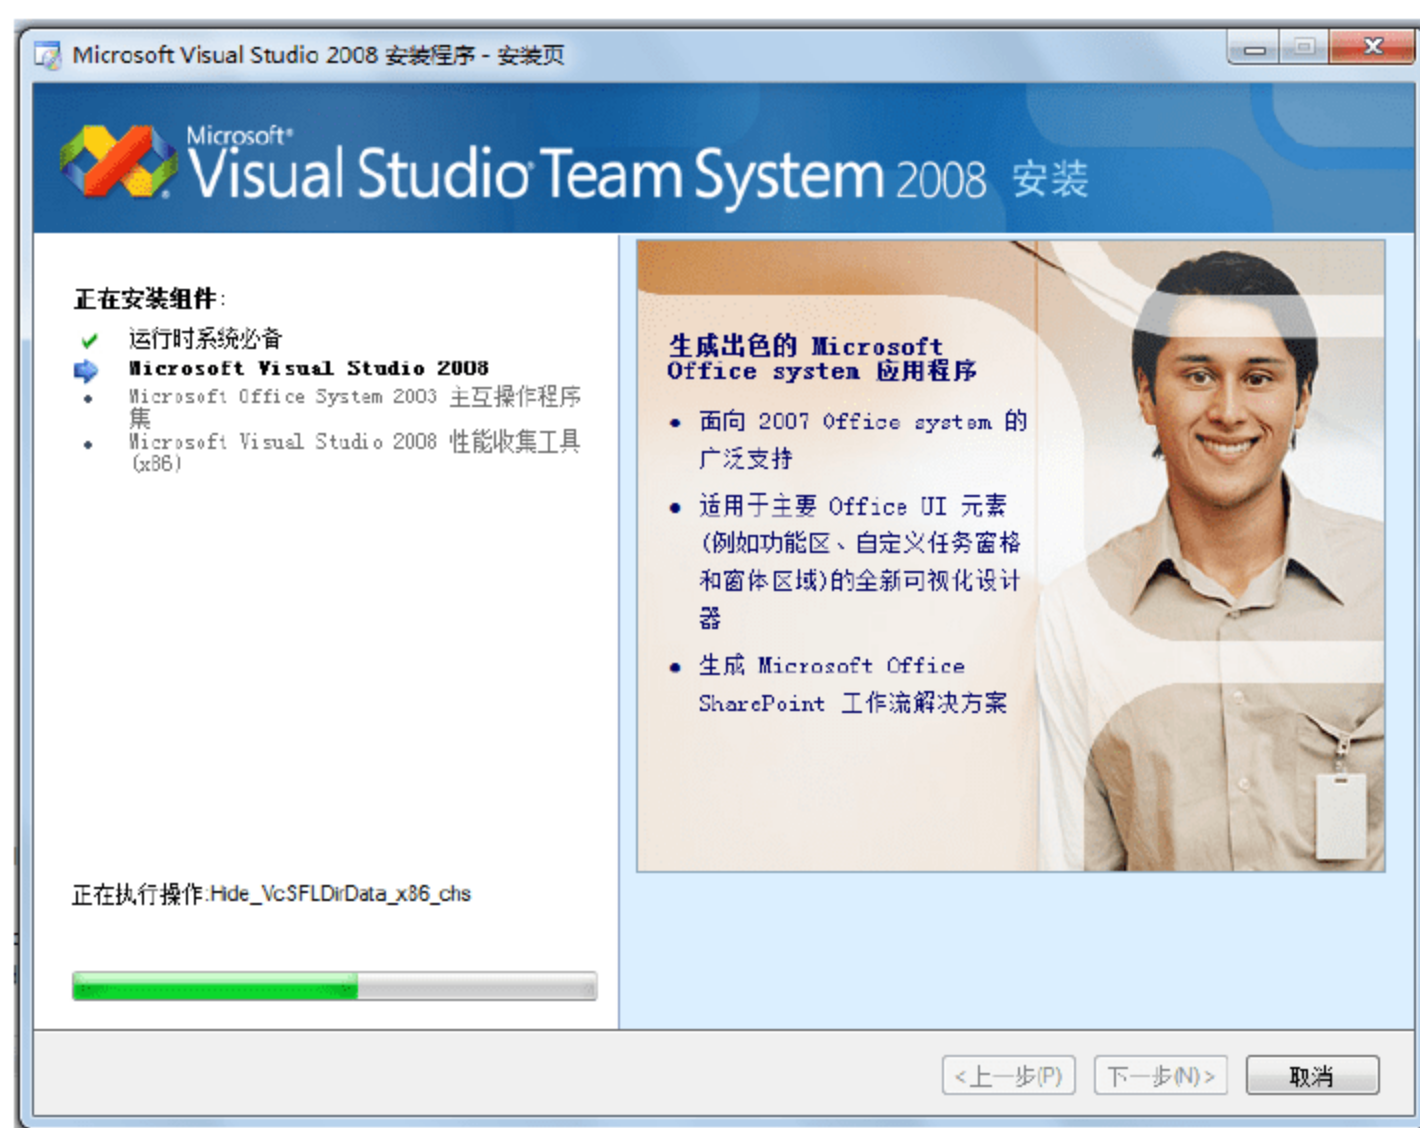 Microsoft Visual Studio 2008 安装程序 - 安装页
Microsoft®
Visual Studio Team System 2008 安装
正在安装组件:
运行时系统必备
Microsoft Visual Studio 2008
Microsoft Office System 2003 主互操作程序
集
Microsoft Visual Studio 2008 性能收集工具
(x86)
正在执行操作:Hide_VcSFLDirData_x86_chs
生成出色的 Microsoft
Office system 应用程序
• 面向 2007 Office system 的
广泛支持
• 适用于主要 Office UI 元素
(例如功能区、自定义任务窗格
和窗体区域)的全新可视化设计
器
• 生成 Microsoft Office
SharePoint 工作流解决方案
<上一步(P)
下一步(N)>
取消